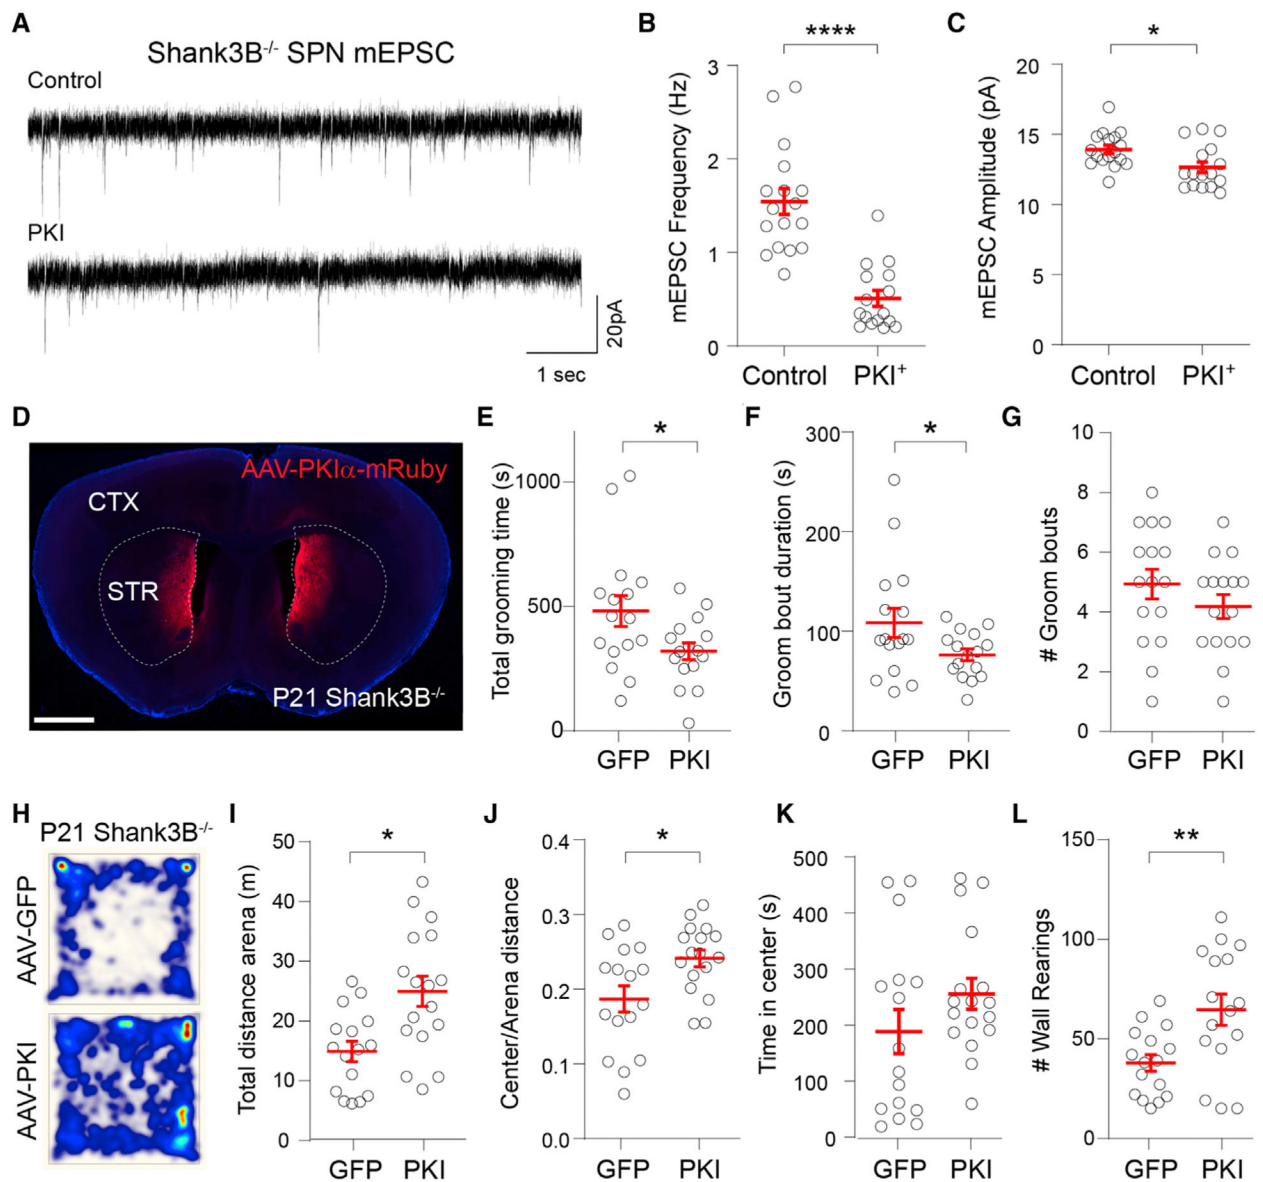 A
Shank3B-/- SPN mEPSC
Control
PKI
20pA
1 sec
B
****
mEPSC Frequency (Hz)
3
2
1
0
Control PKI+
C
*
mEPSC Amplitude (pA)
20
15
10
5
0
Control PKI+
D
AAV-PKIα-mRuby
CTX
STR
P21 Shank3B-/-
E
*
Total grooming time (s)
1000
500
0
GFP PKI
F
*
Groom bout duration (s)
300
200
100
0
GFP PKI
G
# Groom bouts
10
8
6
4
2
0
GFP PKI
H
P21 Shank3B-/-
AAV-GFP
AAV-PKI
I
*
Total distance arena (m)
50
40
30
20
10
0
GFP PKI
J
*
Center/Arena distance
0.4
0.3
0.2
0.1
0.0
GFP PKI
K
Time in center (s)
500
400
300
200
100
0
GFP PKI
L
**
# Wall Rearings
150
100
50
0
GFP PKI